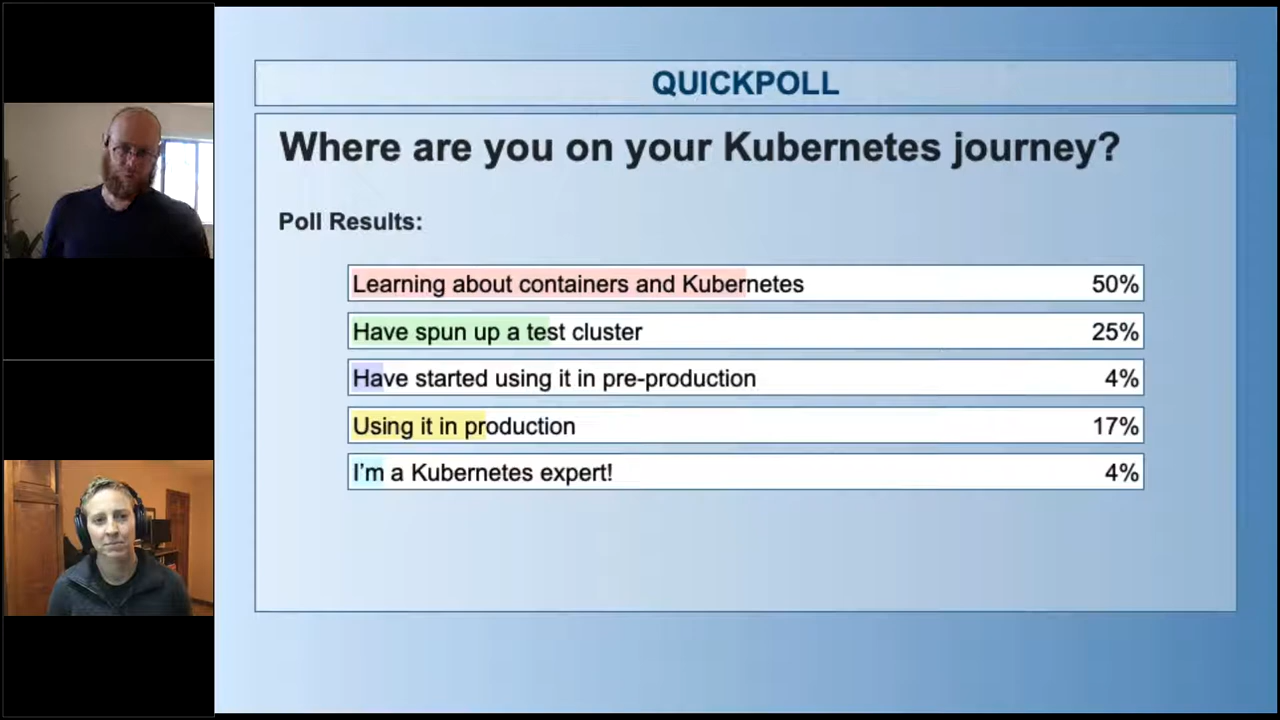 QUICKPOLL
Where are you on your Kubernetes journey?
Poll Results:
Learning about containers and Kubernetes 50%
Have spun up a test cluster 25%
Have started using it in pre-production 4%
Using it in production 17%
I'm a Kubernetes expert! 4%